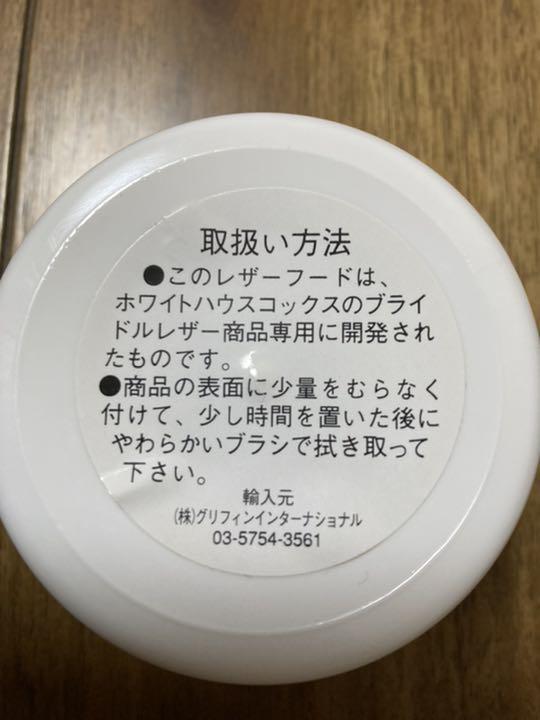 取扱い方法
●このレザーフードは、
ホワイトハウスコックスのブライ
ドルレザー商品専用に開発され
たものです。
●商品の表面に少量をむらなく
付けて、少し時間を置いた後に
やわらかいブラシで拭き取って
下さい。
輸入元
(株)グリフィンインターナショナル
03-5754-3561